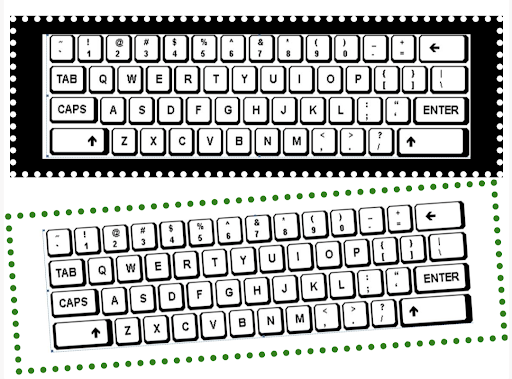 ~ ` ! 1 @ 2 # 3 $ 4 % 5 ^ 6 & 7 * 8 ( 9 ) 0 _ - + = ←
TAB Q W E R T Y U I O P { [ } ] | \
CAPS A S D F G H J K L : ; " ' ENTER
↑ Z X C V B N M < , > . ? / ↑
~ ` ! 1 @ 2 # 3 $ 4 % 5 ^ 6 & 7 * 8 ( 9 ) 0 _ - + = ←
TAB Q W E R T Y U I O P { [ } ] | \
CAPS A S D F G H J K L : ; " ' ENTER
↑ Z X C V B N M < , > . ? / ↑